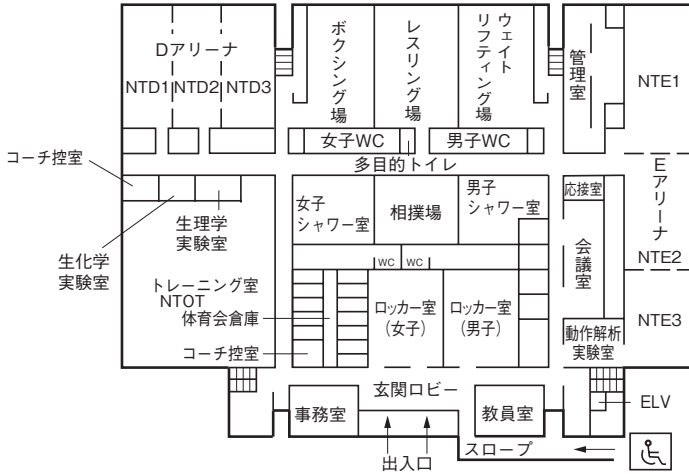 Dアリーナ
NTD1
NTD2
NTD3
ボクシング場
レスリング場
ウェイト
リフティング場
管理室
NTE1
女子WC
男子WC
多目的トイレ
コーチ控室
生理学
実験室
生化学
実験室
女子
シャワー室
相撲場
男子
シャワー室
応接室
Eアリーナ
NTE2
会議室
WC
WC
トレーニング室
NTOT
体育会倉庫
コーチ控室
ロッカー室
(女子)
ロッカー室
(男子)
動作解析
実験室
NTE3
玄関ロビー
事務室
教員室
ELV
スロープ
出入口